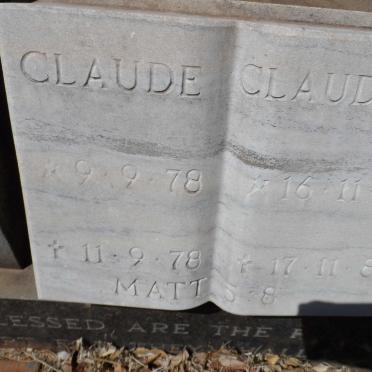 CLAUDE CLAUD
* 9·9·78 * 16·11
† 11·9·78 † 17·11·8
MATT 5:8
ESSED ARE THE